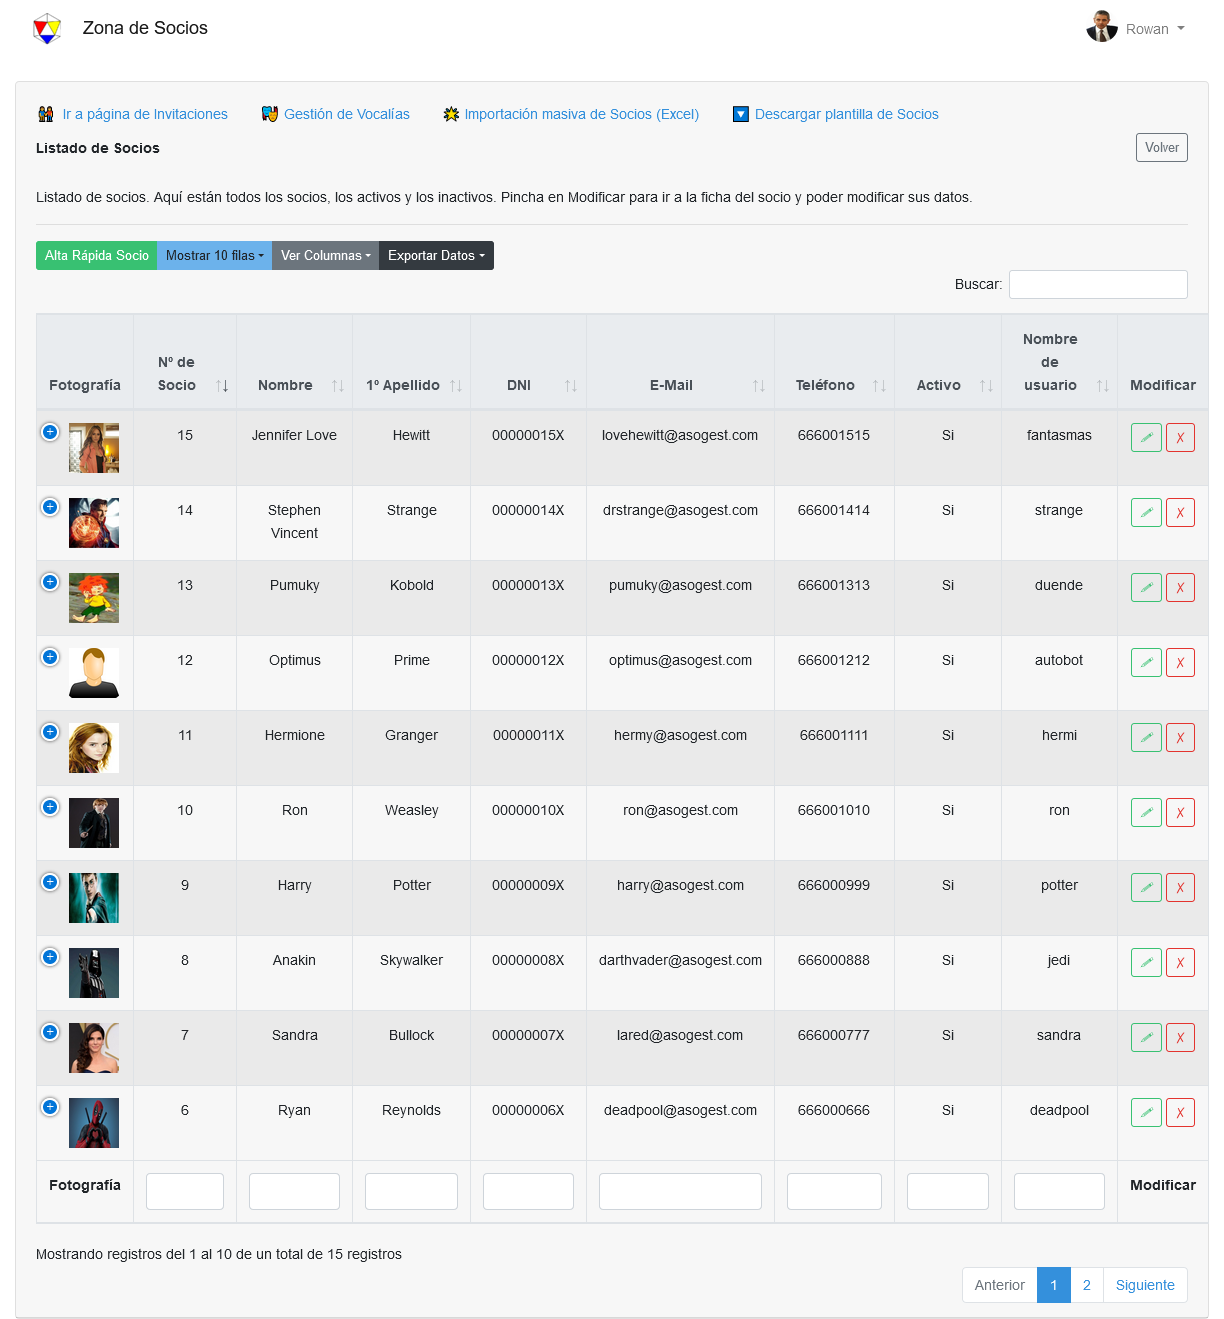 Zona de Socios
Rowan
Ir a página de Invitaciones Gestión de Vocalías Importación masiva de Socios (Excel) Descargar plantilla de Socios
Listado de Socios Volver
Listado de socios. Aquí están todos los socios, los activos y los inactivos. Pincha en Modificar para ir a la ficha del socio y poder modificar sus datos.
Alta Rápida Socio Mostrar 10 filas Ver Columnas Exportar Datos
Buscar:
Fotografía Nº de Socio Nombre 1º Apellido DNI E-Mail Teléfono Activo Nombre de usuario Modificar
15 Jennifer Love Hewitt 00000015X lovehewitt@asogest.com 666001515 Si fantasmas
14 Stephen Vincent Strange 00000014X drstrange@asogest.com 666001414 Si strange
13 Pumuky Kobold 00000013X pumuky@asogest.com 666001313 Si duende
12 Optimus Prime 00000012X optimus@asogest.com 666001212 Si autobot
11 Hermione Granger 00000011X hermy@asogest.com 666001111 Si hermi
10 Ron Weasley 00000010X ron@asogest.com 666001010 Si ron
9 Harry Potter 00000009X harry@asogest.com 666000999 Si potter
8 Anakin Skywalker 00000008X darthvader@asogest.com 666000888 Si jedi
7 Sandra Bullock 00000007X lared@asogest.com 666000777 Si sandra
6 Ryan Reynolds 00000006X deadpool@asogest.com 666000666 Si deadpool
Fotografía Modificar
Mostrando registros del 1 al 10 de un total de 15 registros
Anterior 1 2 Siguiente